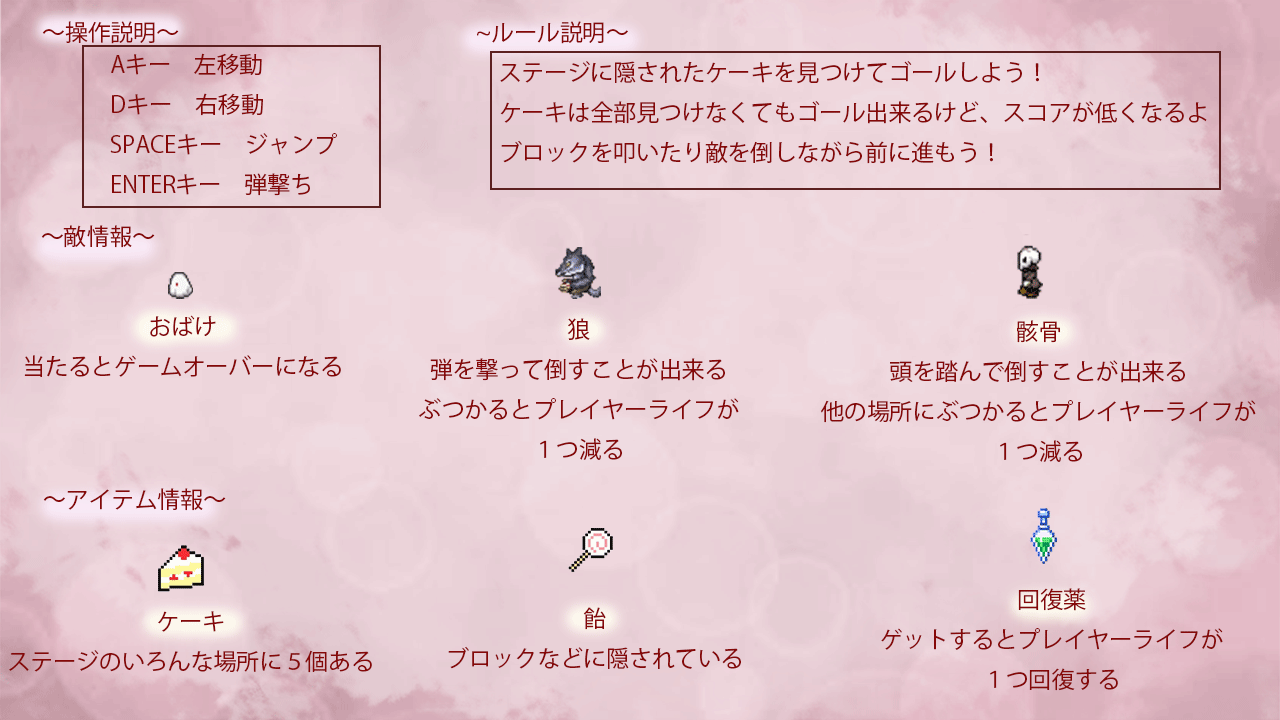 ～操作説明～
Aキー　左移動
Dキー　右移動
SPACEキー　ジャンプ
ENTERキー　弾撃ち
~ルール説明～
ステージに隠されたケーキを見つけてゴールしよう！
ケーキは全部見つけなくてもゴール出来るけど、スコアが低くなるよ
ブロックを叩いたり敵を倒しながら前に進もう！
～敵情報～
おばけ
当たるとゲームオーバーになる
狼
弾を撃って倒すことが出来る
ぶつかるとプレイヤーライフが
１つ減る
骸骨
頭を踏んで倒すことが出来る
他の場所にぶつかるとプレイヤーライフが
１つ減る
～アイテム情報～
ケーキ
ステージのいろんな場所に５個ある
飴
ブロックなどに隠されている
回復薬
ゲットするとプレイヤーライフが
１つ回復する